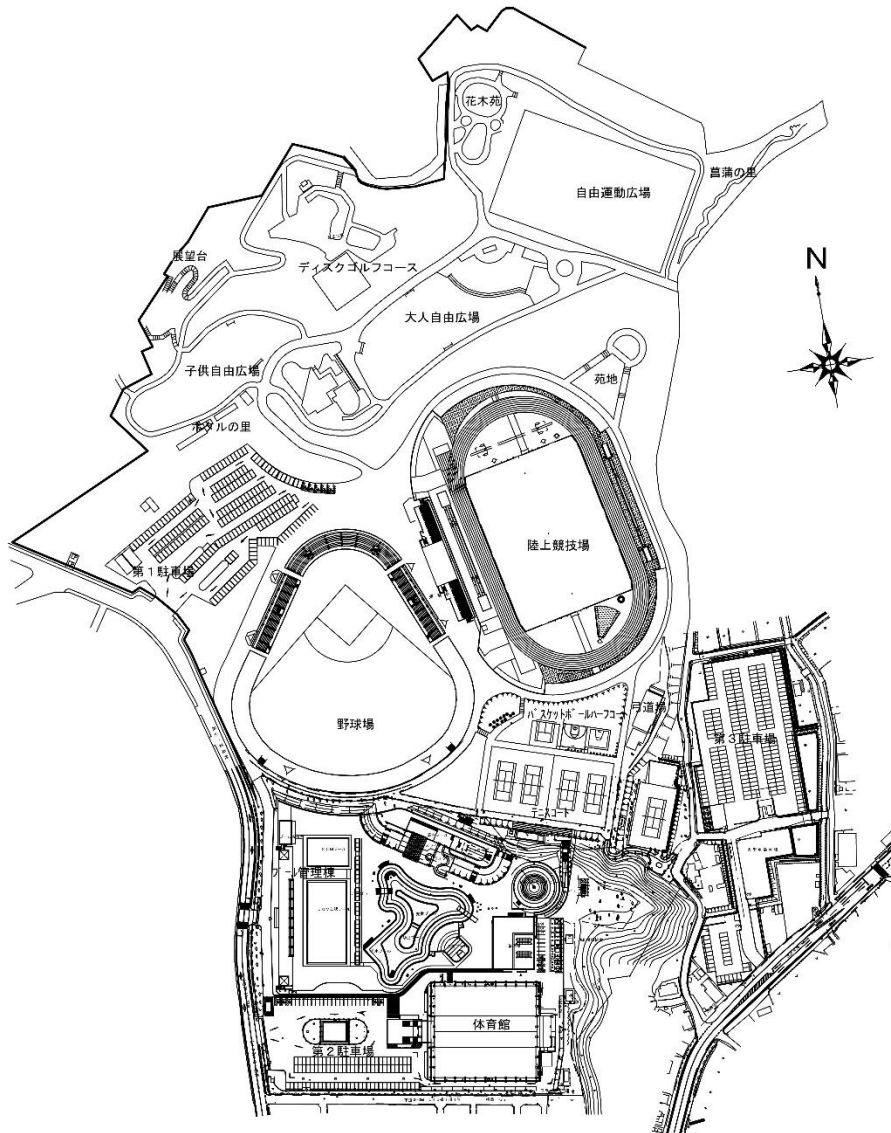 花木苑
自由運動広場
菖蒲の里
N
展望台
ディスクゴルフコース
大人自由広場
子供自由広場
苑地
ホタルの里
陸上競技場
第1駐車場
野球場
バスケットボールハーフコート
弓道場
第3駐車場
テニスコート
プール管理棟
体育館
第2駐車場